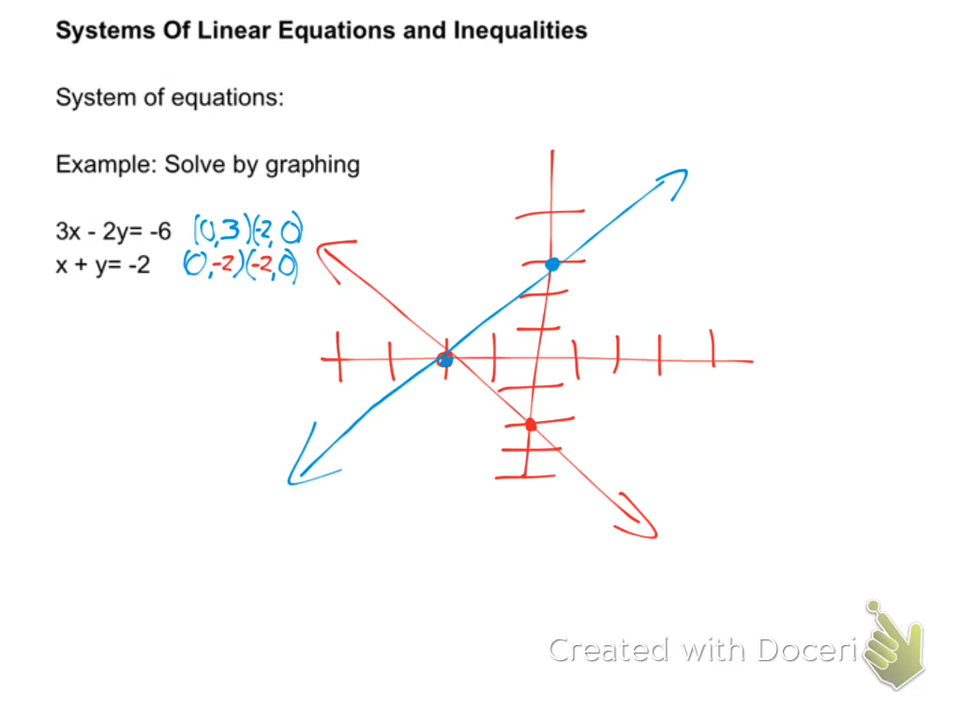 Systems Of Linear Equations and Inequalities
System of equations:
Example: Solve by graphing
3x - 2y= -6 (0,3)(-2,0)
x + y= -2 (0,-2)(-2,0)
Created with Doceri